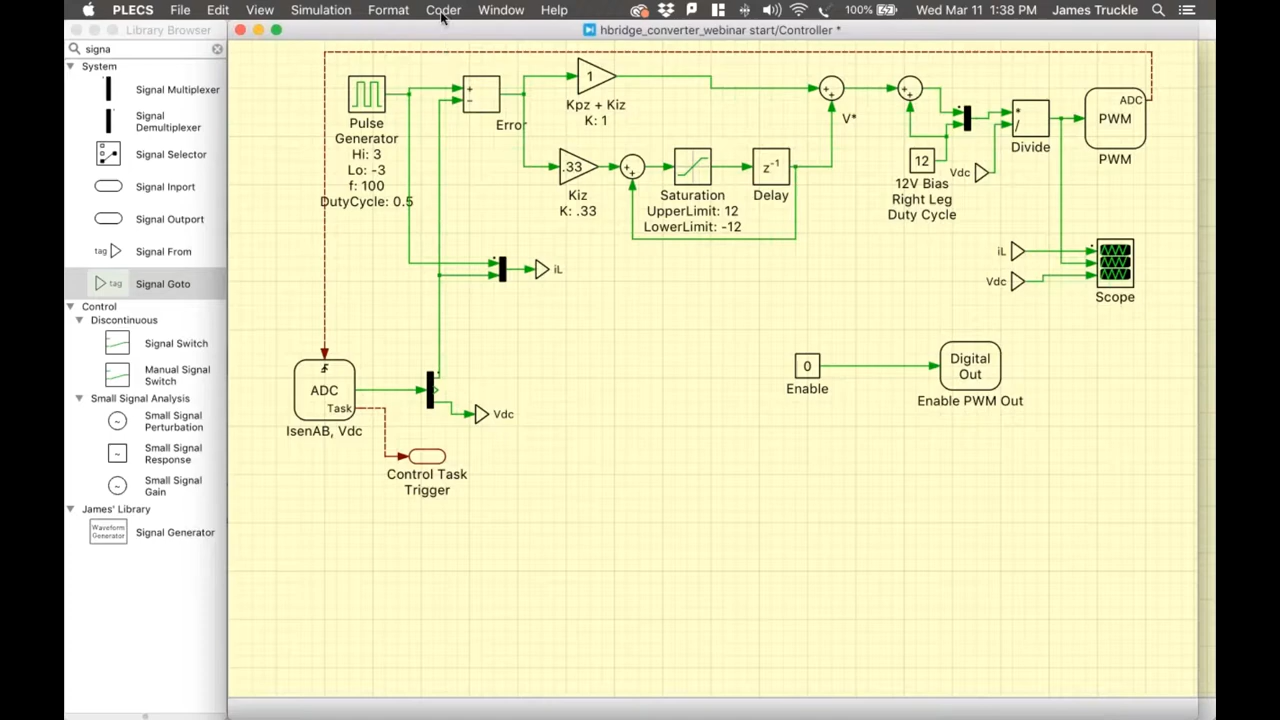 PLECS File Edit View Simulation Format Coder Window Help 100% Wed Mar 11 1:38 PM James Truckle
Library Browser
hbridge_converter_webinar start/Controller *
signa
System
Signal Multiplexer
Signal
Demultiplexer
Signal Selector
Signal Inport
Signal Outport
tag
Signal From
tag
Signal Goto
Control
Discontinuous
Signal Switch
Manual Signal
Switch
Small Signal Analysis
Small Signal
Perturbation
Small Signal
Response
Small Signal
Gain
James' Library
Waveform
Generator
Signal Generator
Pulse
Generator
Hi: 3
Lo: -3
f: 100
DutyCycle: 0.5
+
−
Error
1
Kpz + Kiz
K: 1
.33
Kiz
K: .33
+
+
Saturation
UpperLimit: 12
LowerLimit: -12
z-1
Delay
+
+
V*
+
+
12
12V Bias
Right Leg
Duty Cycle
Vdc
*
/
Divide
ADC
PWM
PWM
iL
iL
Vdc
Scope
ADC
Task
IsenAB, Vdc
Vdc
Control Task
Trigger
0
Enable
Digital
Out
Enable PWM Out